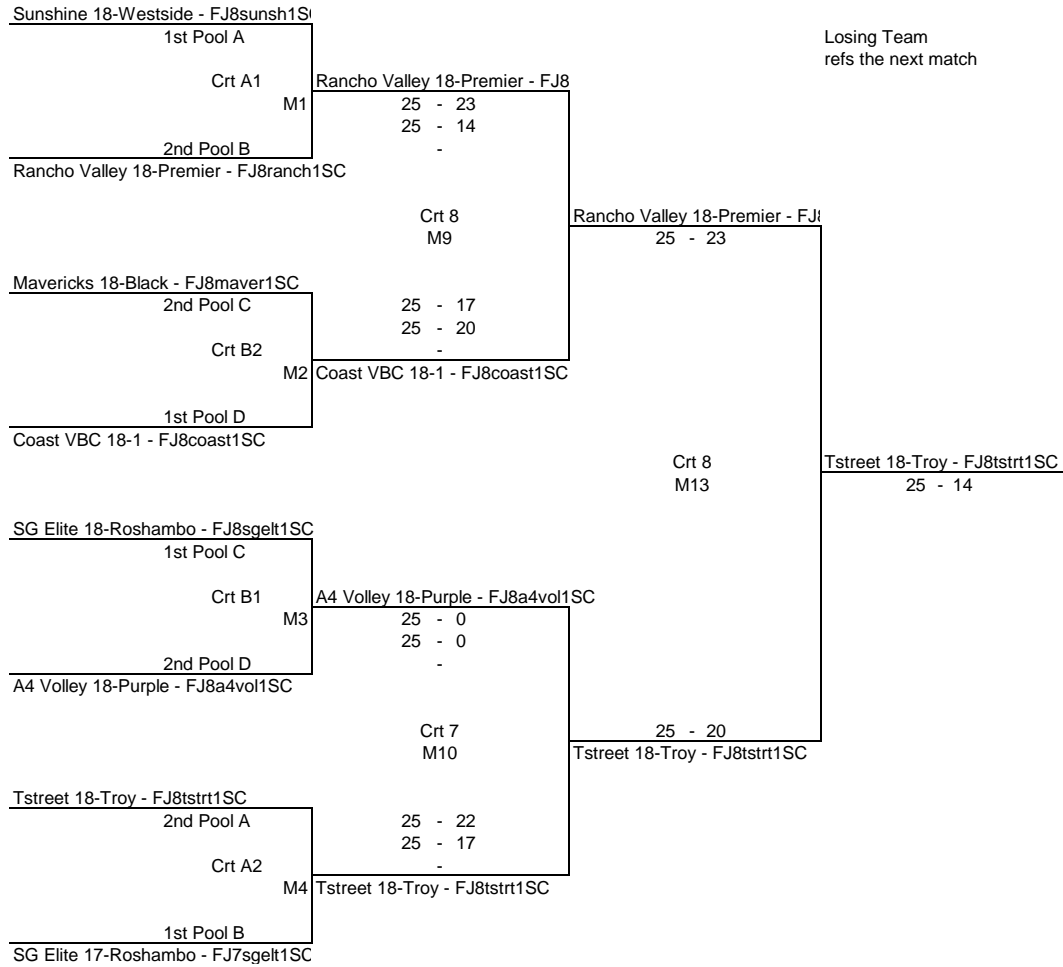 Sunshine 18-Westside - FJ8sunsh1S
1st Pool A
Losing Team
refs the next match
Crt A1
Rancho Valley 18-Premier - FJ8
M1
25 - 23
25 - 14
-
2nd Pool B
Rancho Valley 18-Premier - FJ8ranch1SC
Crt 8
M9
Rancho Valley 18-Premier - FJ8
25 - 23
Mavericks 18-Black - FJ8maver1SC
2nd Pool C
25 - 17
25 - 20
-
Crt B2
M2
Coast VBC 18-1 - FJ8coast1SC
1st Pool D
Coast VBC 18-1 - FJ8coast1SC
Crt 8
M13
Tstreet 18-Troy - FJ8tstrt1SC
25 - 14
SG Elite 18-Roshambo - FJ8sgelt1SC
1st Pool C
Crt B1
A4 Volley 18-Purple - FJ8a4vol1SC
M3
25 - 0
25 - 0
-
2nd Pool D
A4 Volley 18-Purple - FJ8a4vol1SC
Crt 7
M10
25 - 20
Tstreet 18-Troy - FJ8tstrt1SC
Tstreet 18-Troy - FJ8tstrt1SC
2nd Pool A
25 - 22
25 - 17
-
Crt A2
M4
Tstreet 18-Troy - FJ8tstrt1SC
1st Pool B
SG Elite 17-Roshambo - FJ7sgelt1SC